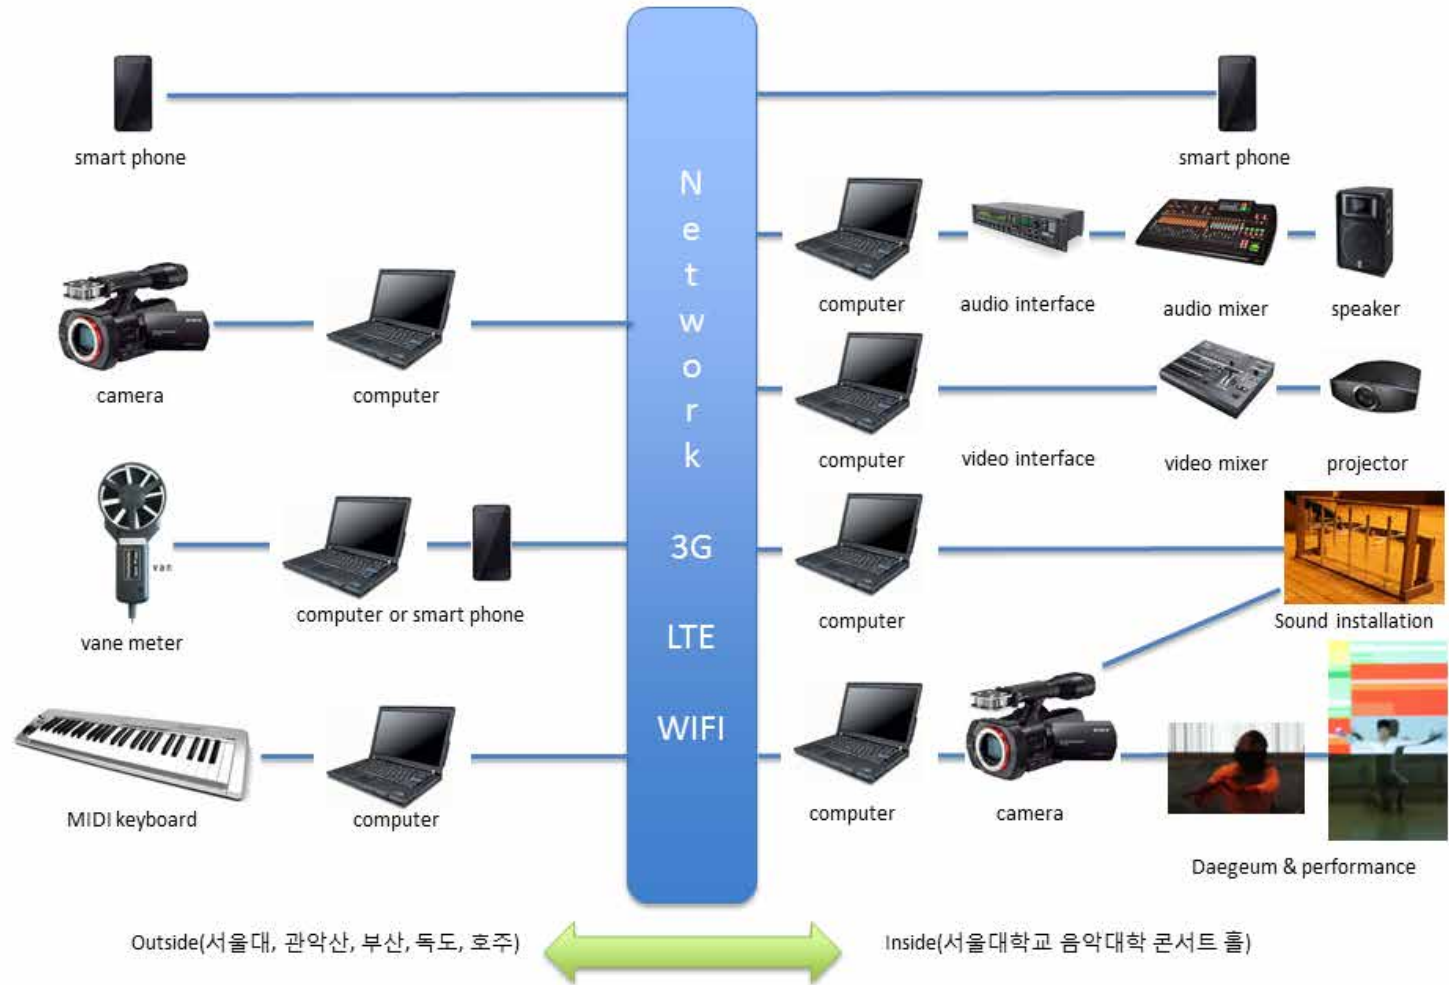 smart phone
camera
computer
van
vane meter
computer or smart phone
MIDI keyboard
computer
Network
3G
LTE
WIFI
smart phone
computer
audio interface
audio mixer
speaker
computer
video interface
video mixer
projector
computer
Sound installation
computer
camera
Daegeum & performance
Outside(서울대, 관악산, 부산, 독도, 호주)
Inside(서울대학교 음악대학 콘서트 홀)